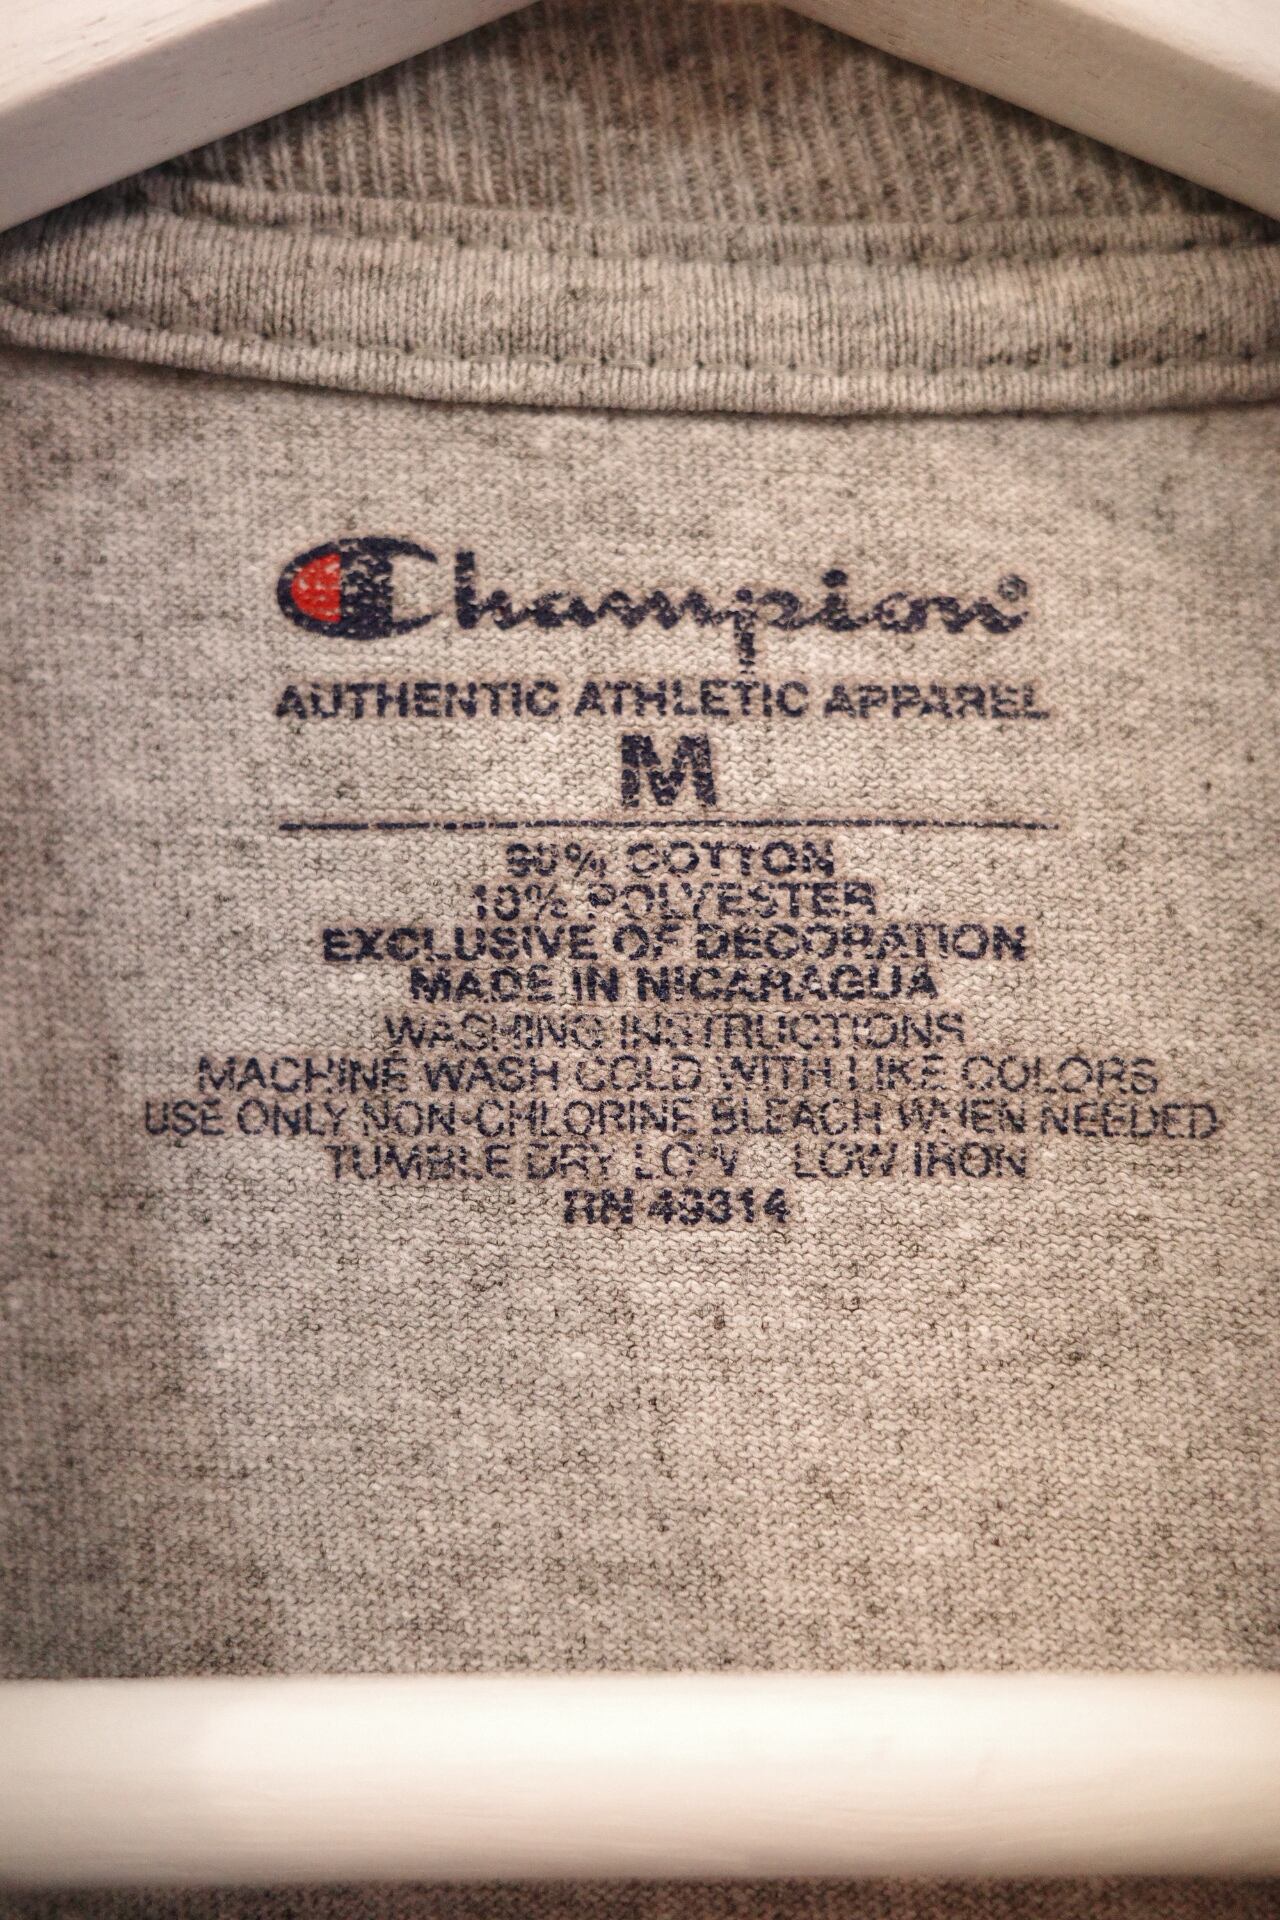 Champion®
AUTHENTIC ATHLETIC APPAREL
M
90% COTTON
10% POLYESTER
EXCLUSIVE OF DECORATION
MADE IN NICARAGUA
WASHING INSTRUCTIONS
MACHINE WASH COLD WITH LIKE COLORS
USE ONLY NON-CHLORINE BLEACH WHEN NEEDED
TUMBLE DRY LOW LOW IRON
RN 49314